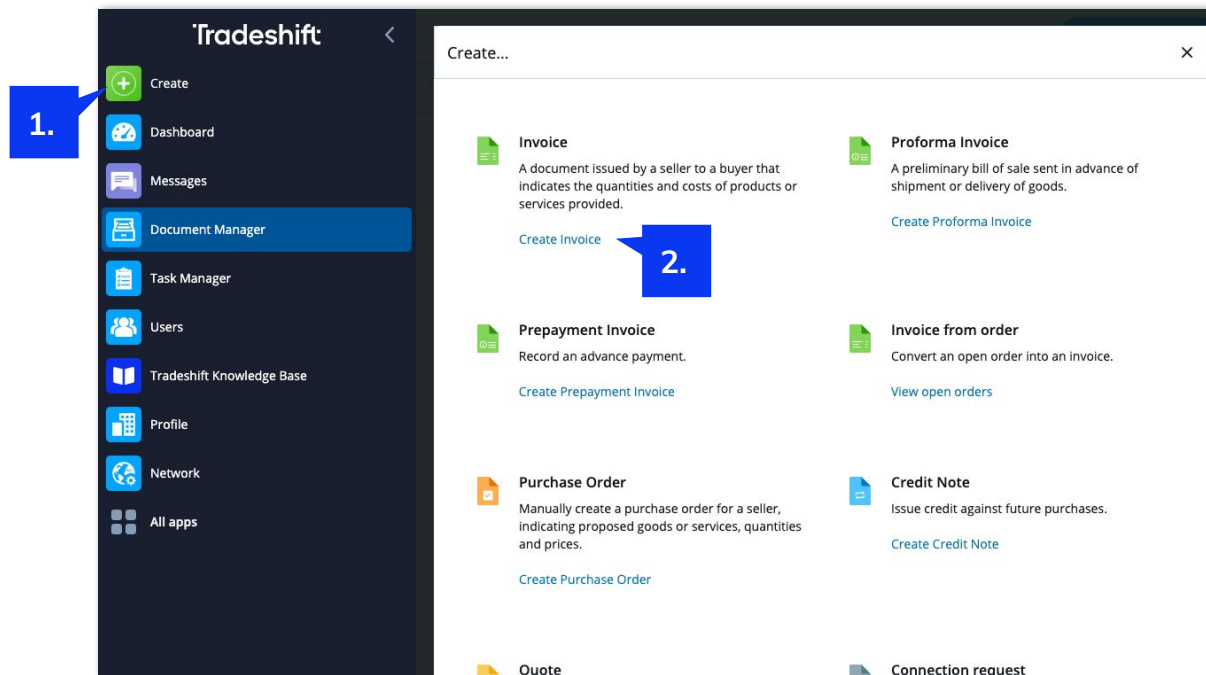 Tradeshift
Create
1.
Dashboard
Messages
Document Manager
Task Manager
Users
Tradeshift Knowledge Base
Profile
Network
All apps
Create...
Invoice
A document issued by a seller to a buyer that
indicates the quantities and costs of products or
services provided.
Create Invoice
2.
Proforma Invoice
A preliminary bill of sale sent in advance of
shipment or delivery of goods.
Create Proforma Invoice
Prepayment Invoice
Record an advance payment.
Create Prepayment Invoice
Invoice from order
Convert an open order into an invoice.
View open orders
Purchase Order
Manually create a purchase order for a seller,
indicating proposed goods or services, quantities
and prices.
Create Purchase Order
Credit Note
Issue credit against future purchases.
Create Credit Note
Quote
Connection request